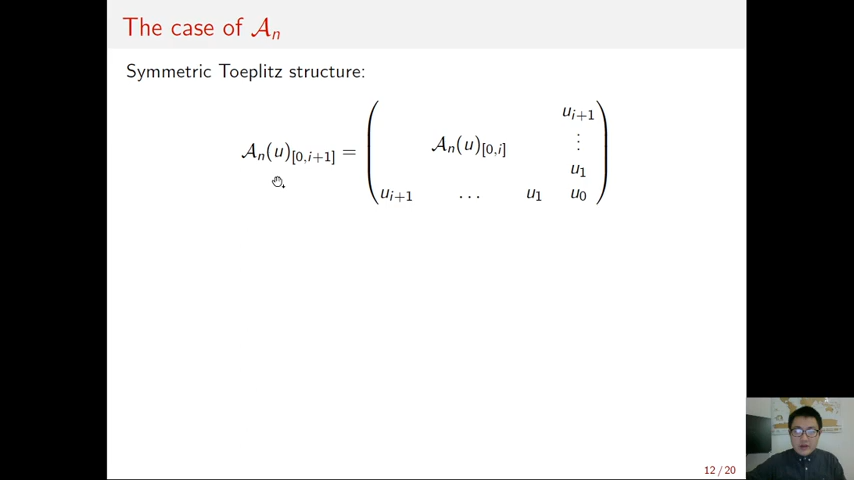 The case of 𝒜ₙ
Symmetric Toeplitz structure:
𝒜ₙ(u)_{[0,i+1]} = ( 𝒜ₙ(u)_{[0,i]} u_{i+1}
⋮
u₁
u_{i+1} … u₁ u₀ )
12 / 20